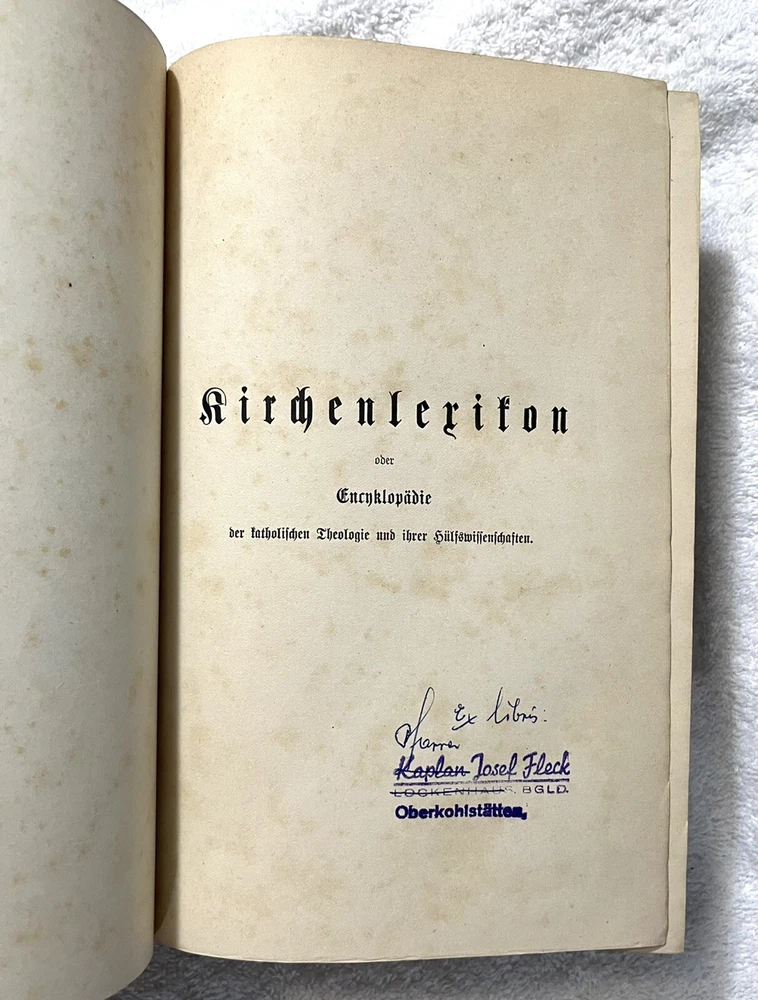 Kirchenlexikon
oder
Encyklopädie
der katholischen Theologie und ihrer Hülfswissenschaften.
Ex libris:
Pfarrer
Kaplan Josef Fleck
LOCKENHAUS, BGLD.
Oberkohlstätten,